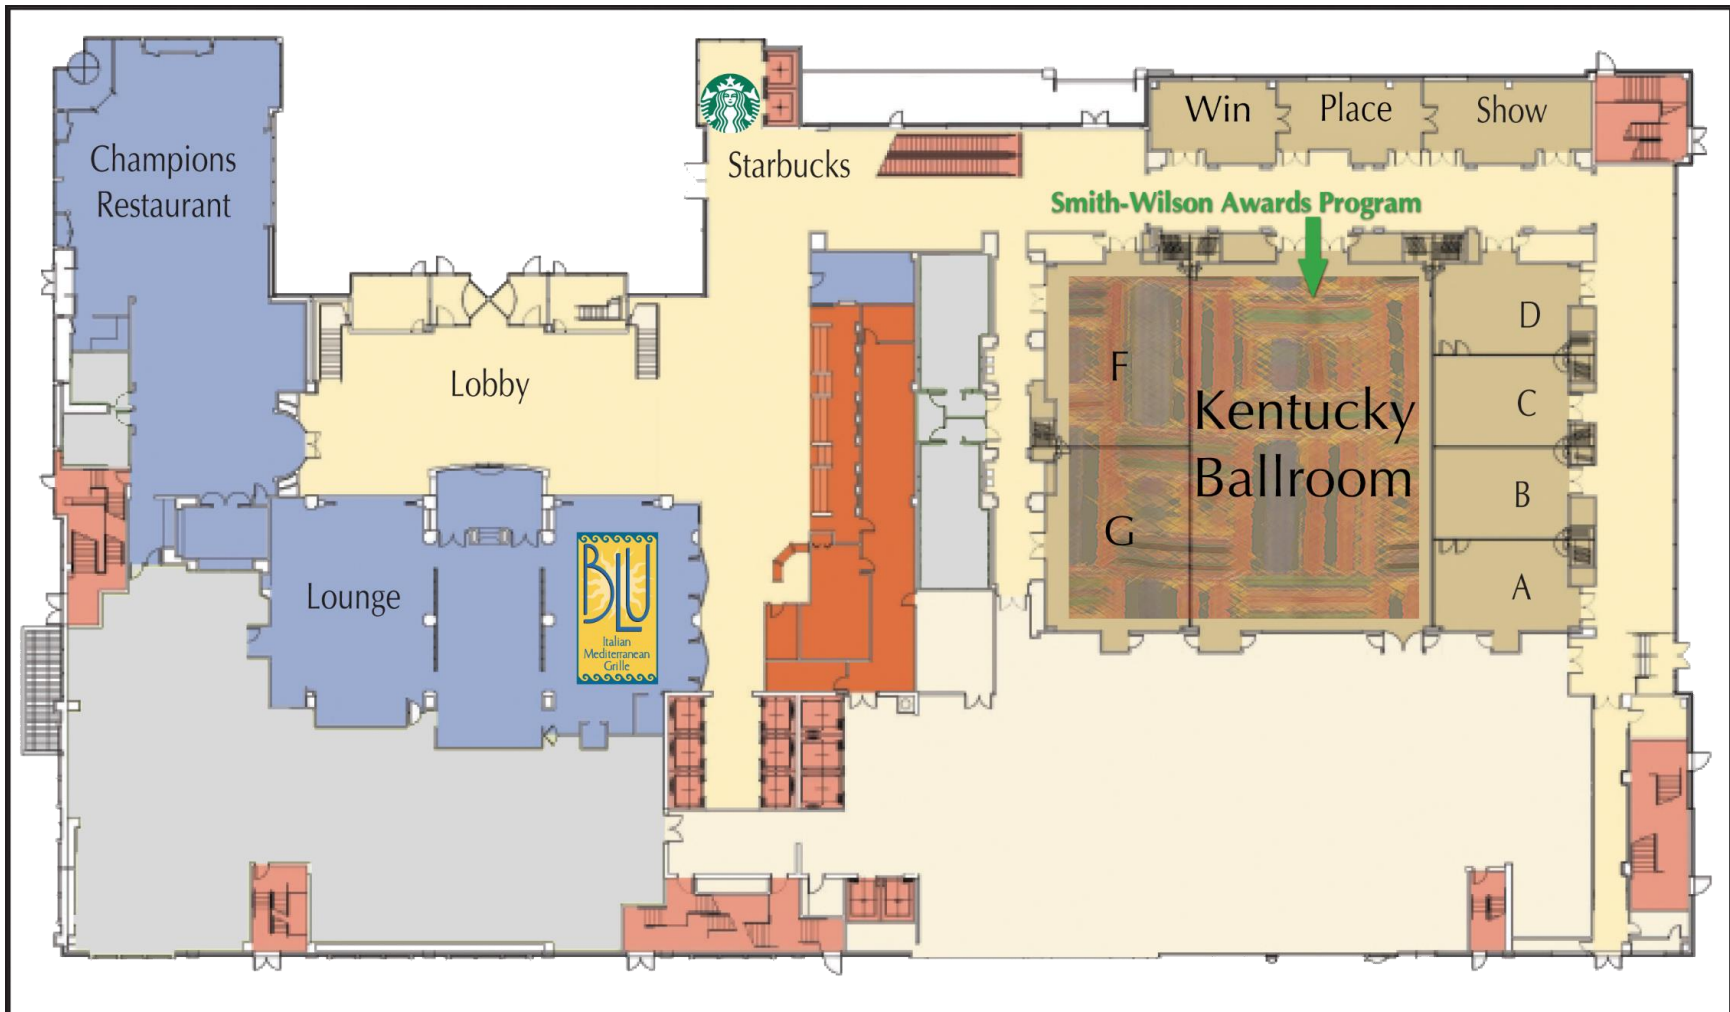 Champions
Restaurant
Starbucks
Win
Place
Show
Smith-Wilson Awards Program
Lobby
Lounge
BLU
Italian
Mediterranean
Grille
F
G
Kentucky
Ballroom
D
C
B
A